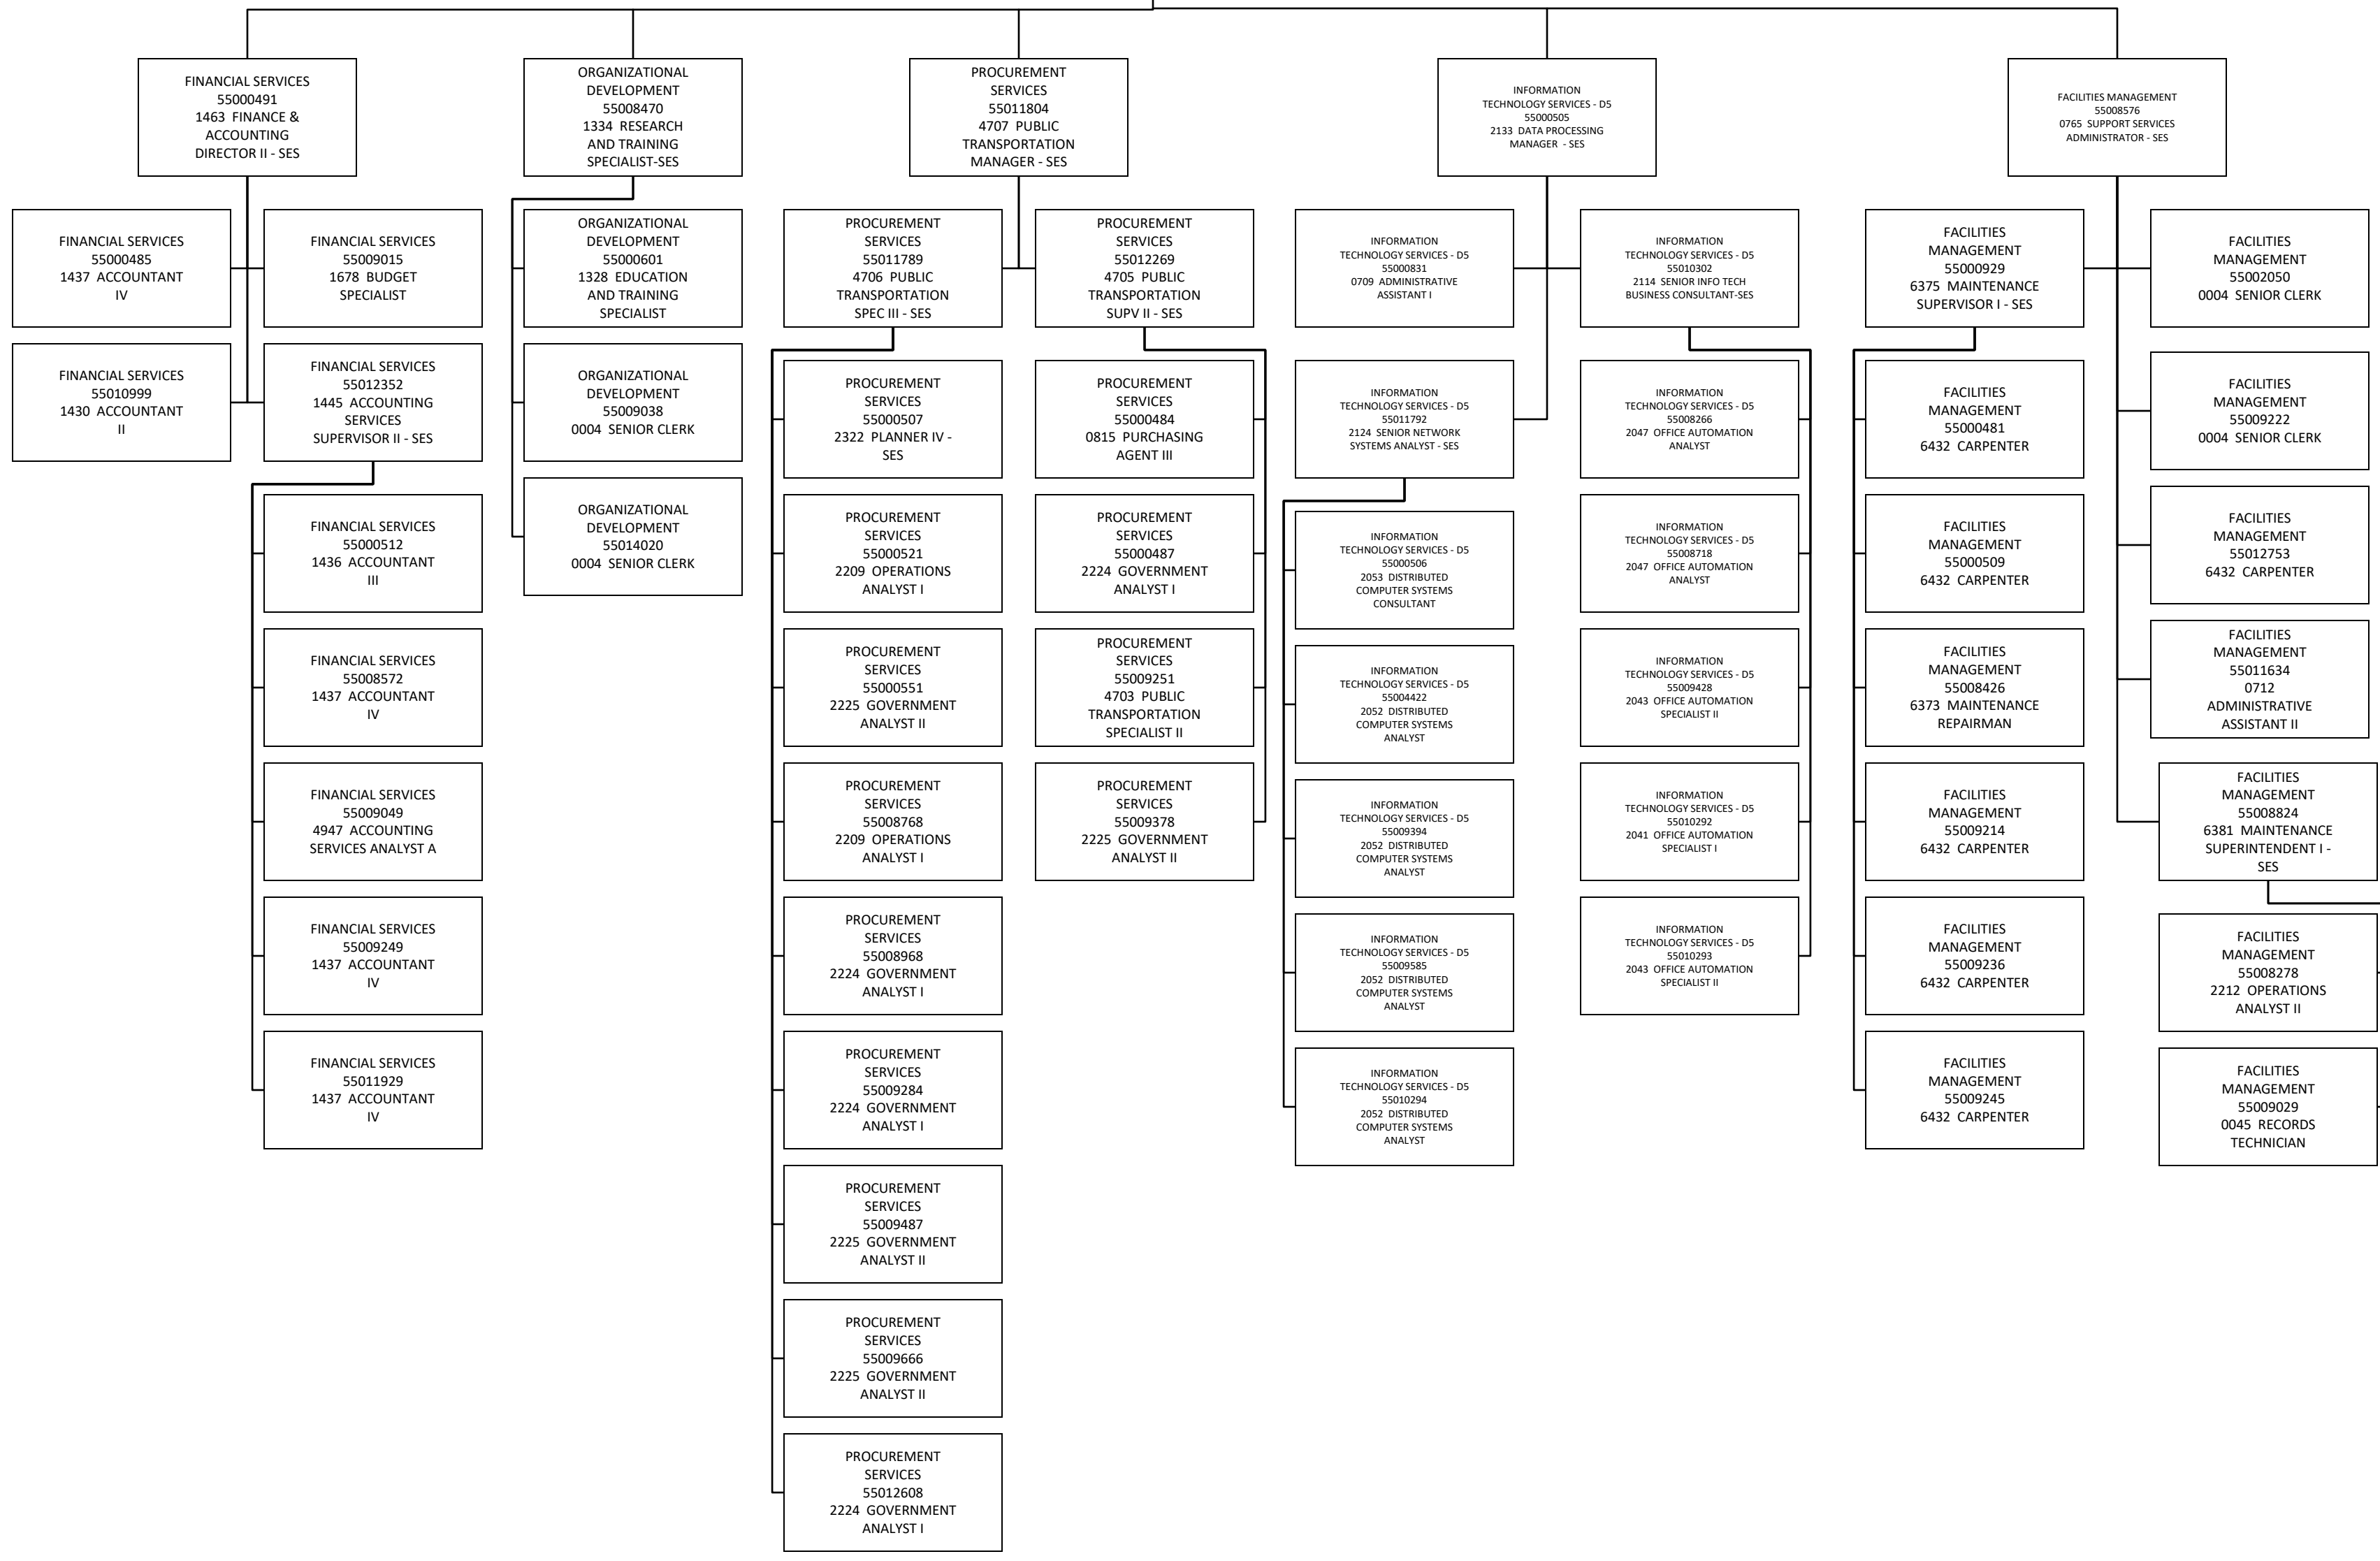 FINANCIAL SERVICES
55000491
1463  FINANCE &
ACCOUNTING
DIRECTOR II - SES
ORGANIZATIONAL
DEVELOPMENT
55008470
1334  RESEARCH
AND TRAINING
SPECIALIST-SES
PROCUREMENT
SERVICES
55011804
4707  PUBLIC
TRANSPORTATION
MANAGER - SES
INFORMATION
TECHNOLOGY SERVICES - D5
55000505
2133  DATA PROCESSING
MANAGER  - SES
FACILITIES MANAGEMENT
55008576
0765  SUPPORT SERVICES
ADMINISTRATOR - SES
FINANCIAL SERVICES
55000485
1437  ACCOUNTANT
IV
FINANCIAL SERVICES
55009015
1678  BUDGET
SPECIALIST
FINANCIAL SERVICES
55010999
1430  ACCOUNTANT
II
FINANCIAL SERVICES
55012352
1445  ACCOUNTING
SERVICES
SUPERVISOR II - SES
FINANCIAL SERVICES
55000512
1436  ACCOUNTANT
III
FINANCIAL SERVICES
55008572
1437  ACCOUNTANT
IV
FINANCIAL SERVICES
55009049
4947  ACCOUNTING
SERVICES ANALYST A
FINANCIAL SERVICES
55009249
1437  ACCOUNTANT
IV
FINANCIAL SERVICES
55011929
1437  ACCOUNTANT
IV
ORGANIZATIONAL
DEVELOPMENT
55000601
1328  EDUCATION
AND TRAINING
SPECIALIST
ORGANIZATIONAL
DEVELOPMENT
55009038
0004  SENIOR CLERK
ORGANIZATIONAL
DEVELOPMENT
55014020
0004  SENIOR CLERK
PROCUREMENT
SERVICES
55011789
4706  PUBLIC
TRANSPORTATION
SPEC III - SES
PROCUREMENT
SERVICES
55000507
2322  PLANNER IV -
SES
PROCUREMENT
SERVICES
55000521
2209  OPERATIONS
ANALYST I
PROCUREMENT
SERVICES
55000551
2225  GOVERNMENT
ANALYST II
PROCUREMENT
SERVICES
55008768
2209  OPERATIONS
ANALYST I
PROCUREMENT
SERVICES
55008968
2224  GOVERNMENT
ANALYST I
PROCUREMENT
SERVICES
55009284
2224  GOVERNMENT
ANALYST I
PROCUREMENT
SERVICES
55009487
2225  GOVERNMENT
ANALYST II
PROCUREMENT
SERVICES
55009666
2225  GOVERNMENT
ANALYST II
PROCUREMENT
SERVICES
55012608
2224  GOVERNMENT
ANALYST I
PROCUREMENT
SERVICES
55012269
4705  PUBLIC
TRANSPORTATION
SUPV II - SES
PROCUREMENT
SERVICES
55000484
0815  PURCHASING
AGENT III
PROCUREMENT
SERVICES
55000487
2224  GOVERNMENT
ANALYST I
PROCUREMENT
SERVICES
55009251
4703  PUBLIC
TRANSPORTATION
SPECIALIST II
PROCUREMENT
SERVICES
55009378
2225  GOVERNMENT
ANALYST II
INFORMATION
TECHNOLOGY SERVICES - D5
55000831
0709  ADMINISTRATIVE
ASSISTANT I
INFORMATION
TECHNOLOGY SERVICES - D5
55011792
2124  SENIOR NETWORK
SYSTEMS ANALYST - SES
INFORMATION
TECHNOLOGY SERVICES - D5
55000506
2053  DISTRIBUTED
COMPUTER SYSTEMS
CONSULTANT
INFORMATION
TECHNOLOGY SERVICES - D5
55004422
2052  DISTRIBUTED
COMPUTER SYSTEMS
ANALYST
INFORMATION
TECHNOLOGY SERVICES - D5
55009394
2052  DISTRIBUTED
COMPUTER SYSTEMS
ANALYST
INFORMATION
TECHNOLOGY SERVICES - D5
55009585
2052  DISTRIBUTED
COMPUTER SYSTEMS
ANALYST
INFORMATION
TECHNOLOGY SERVICES - D5
55010294
2052  DISTRIBUTED
COMPUTER SYSTEMS
ANALYST
INFORMATION
TECHNOLOGY SERVICES - D5
55010302
2114  SENIOR INFO TECH
BUSINESS CONSULTANT-SES
INFORMATION
TECHNOLOGY SERVICES - D5
55008266
2047  OFFICE AUTOMATION
ANALYST
INFORMATION
TECHNOLOGY SERVICES - D5
55008718
2047  OFFICE AUTOMATION
ANALYST
INFORMATION
TECHNOLOGY SERVICES - D5
55009428
2043  OFFICE AUTOMATION
SPECIALIST II
INFORMATION
TECHNOLOGY SERVICES - D5
55010292
2041  OFFICE AUTOMATION
SPECIALIST I
INFORMATION
TECHNOLOGY SERVICES - D5
55010293
2043  OFFICE AUTOMATION
SPECIALIST II
FACILITIES
MANAGEMENT
55000929
6375  MAINTENANCE
SUPERVISOR I - SES
FACILITIES
MANAGEMENT
55000481
6432  CARPENTER
FACILITIES
MANAGEMENT
55000509
6432  CARPENTER
FACILITIES
MANAGEMENT
55008426
6373  MAINTENANCE
REPAIRMAN
FACILITIES
MANAGEMENT
55009214
6432  CARPENTER
FACILITIES
MANAGEMENT
55009236
6432  CARPENTER
FACILITIES
MANAGEMENT
55009245
6432  CARPENTER
FACILITIES
MANAGEMENT
55002050
0004  SENIOR CLERK
FACILITIES
MANAGEMENT
55009222
0004  SENIOR CLERK
FACILITIES
MANAGEMENT
55012753
6432  CARPENTER
FACILITIES
MANAGEMENT
55011634
0712
ADMINISTRATIVE
ASSISTANT II
FACILITIES
MANAGEMENT
55008824
6381  MAINTENANCE
SUPERINTENDENT I -
SES
FACILITIES
MANAGEMENT
55008278
2212  OPERATIONS
ANALYST II
FACILITIES
MANAGEMENT
55009029
0045  RECORDS
TECHNICIAN